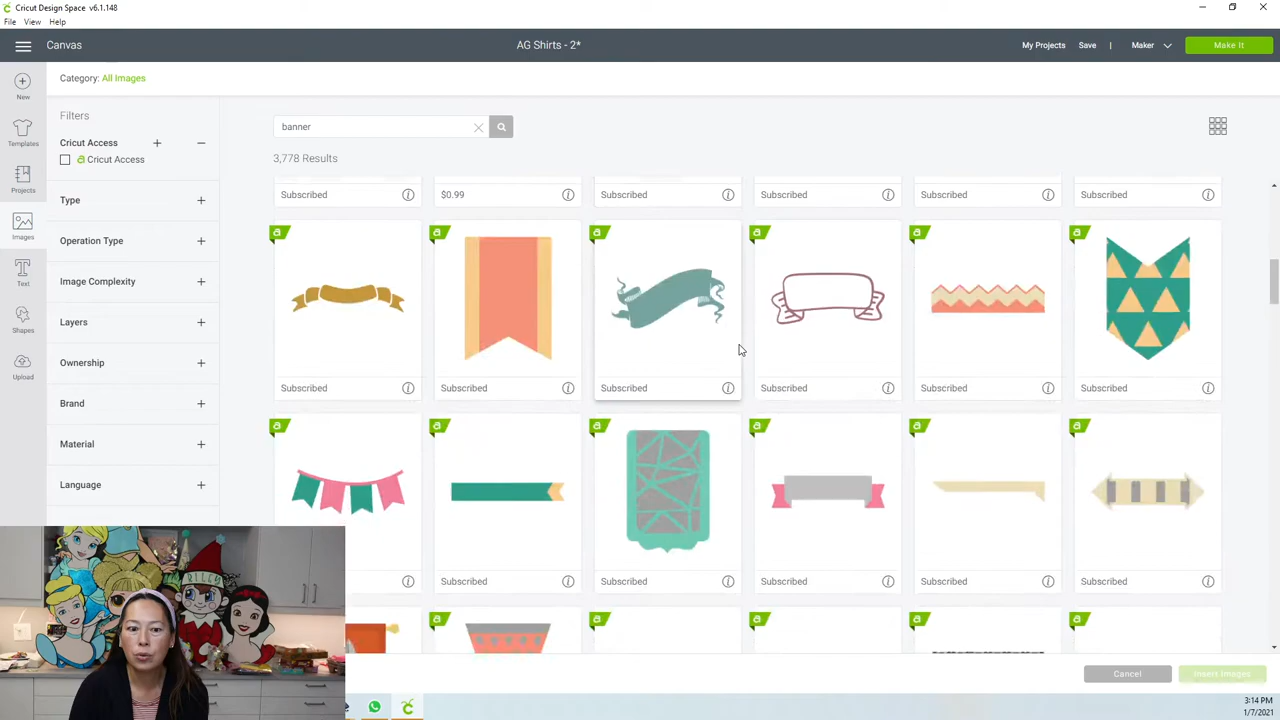 Cricut Design Space v6.1.148
File View Help
Canvas
AG Shirts - 2*
My Projects Save | Maker Make It
New
Templates
Projects
Images
Text
Shapes
Upload
Category: All Images
Filters
Cricut Access
a Cricut Access
Type
Operation Type
Image Complexity
Layers
Ownership
Brand
Material
Language
banner
3,778 Results
Subscribed $0.99 Subscribed Subscribed Subscribed Subscribed
a a a a a a
Subscribed Subscribed Subscribed Subscribed Subscribed Subscribed
a a a a a a
Subscribed Subscribed Subscribed Subscribed Subscribed
a a a a a
RILLY
Cancel Insert Images
3:14 PM
1/7/2021